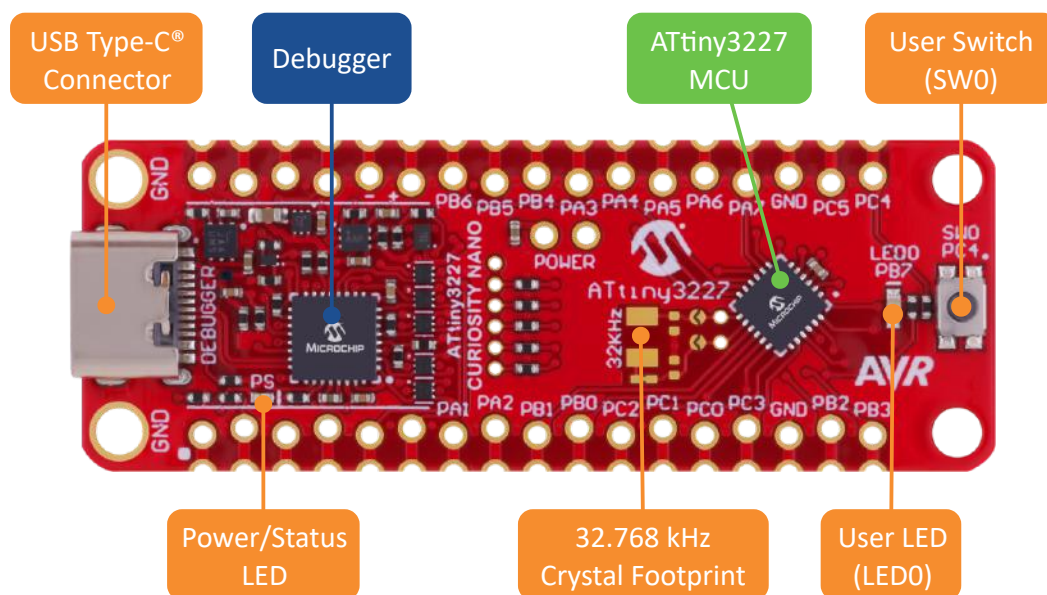 USB Type-C®
Connector
Debugger
ATtiny3227
MCU
User Switch
(SW0)
GND
- +
PB6 PB5 PB4 PA3 PA4 PA5 PA6 PA7 GND PC5 PC4
DEBUGGER
MICROCHIP
PS
ATtiny3227
CURIOSITY NANO
POWER
ATtiny3227
32KHz
MICROCHIP
LED0
PB7
SW0
PC4
AVR
GND
PA1 PA2 PB1 PB0 PC2 PC1 PC0 PC3 GND PB2 PB3
Power/Status
LED
32.768 kHz
Crystal Footprint
User LED
(LED0)